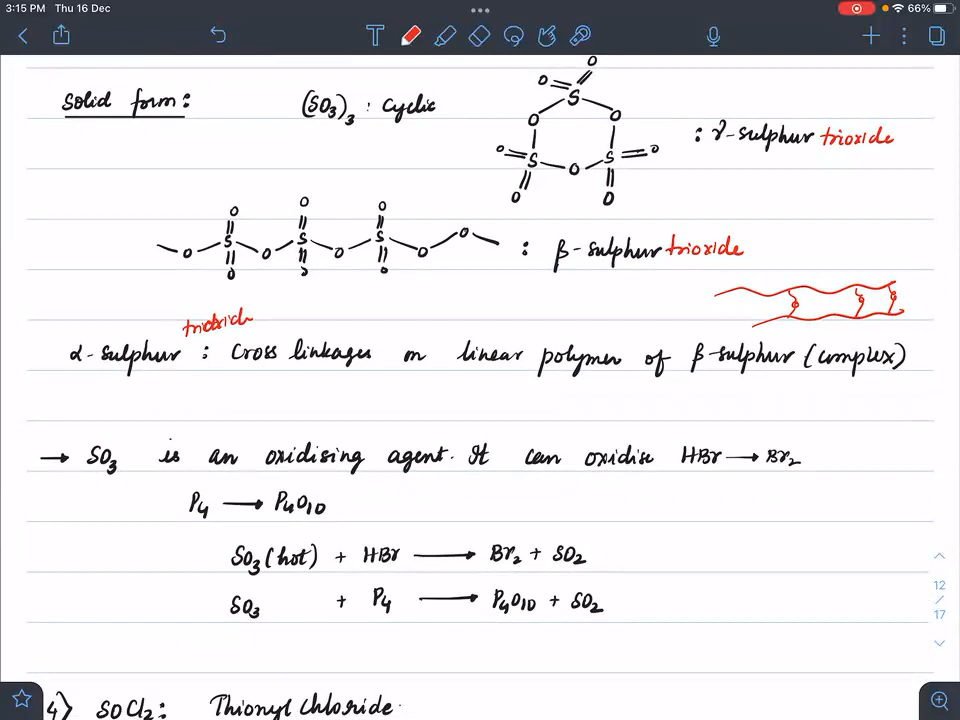 3:15 PM Thu 16 Dec 66%
Solid form: (SO3)3 : Cyclic
O O S O O O S O S O O O
: γ-sulphur trioxide
O O O
O S O S O S O O
O O O
: β-sulphur trioxide
trioxide
α-sulphur : Cross linkages on linear polymer of β-sulphur (complex)
→ SO3 is an oxidising agent. It can oxidise HBr → Br2
P4 → P4O10
SO3 (hot) + HBr → Br2 + SO2
SO3 + P4 → P4O10 + SO2
12 / 17
4) SOCl2: Thionyl chloride